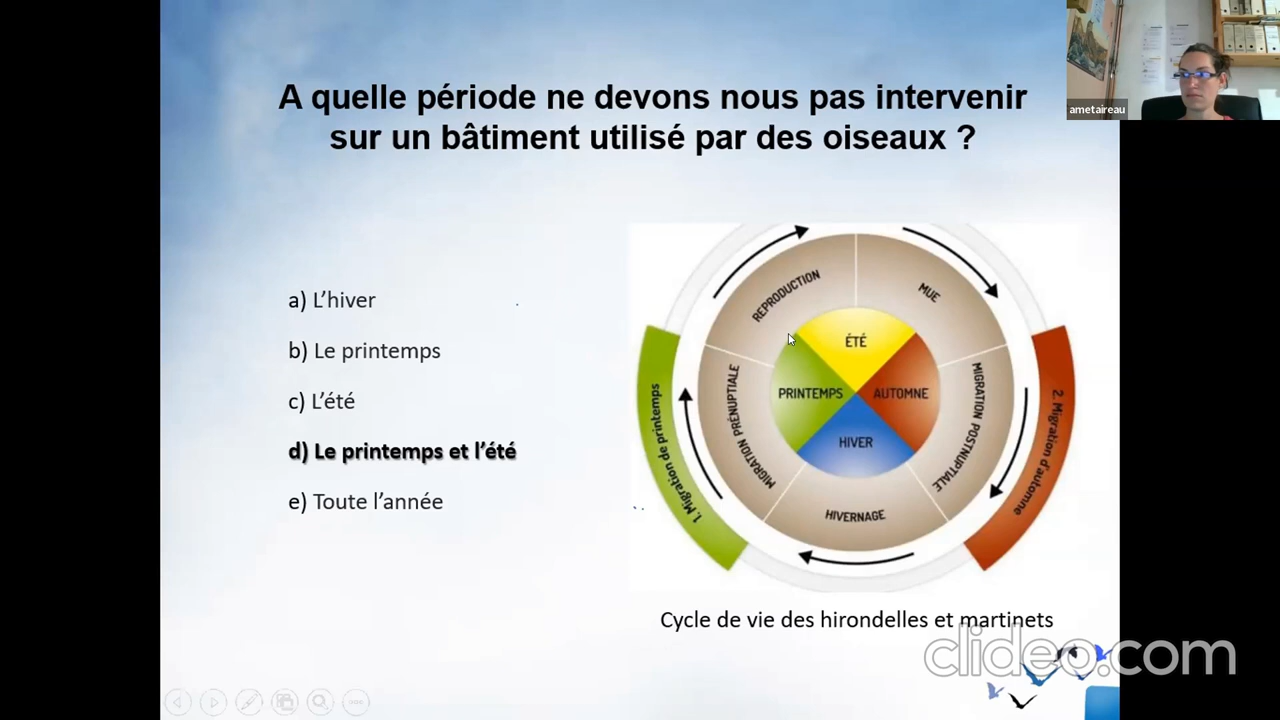 A quelle période ne devons nous pas intervenir
sur un bâtiment utilisé par des oiseaux ?
ametaireau
a) L'hiver
b) Le printemps
c) L'été
d) Le printemps et l'été
e) Toute l'année
REPRODUCTION
MUE
ÉTÉ
PRINTEMPS
AUTOMNE
HIVER
MIGRATION PRÉNUPTIALE
MIGRATION POSTNUPTIALE
HIVERNAGE
1. Migration de printemps
2. Migration d'automne
Cycle de vie des hirondelles et martinets
clideo.com